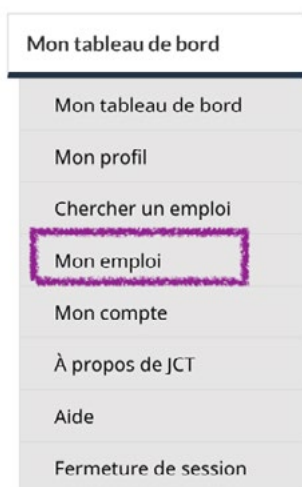 Mon tableau de bord
Mon tableau de bord
Mon profil
Chercher un emploi
Mon emploi
Mon compte
À propos de JCT
Aide
Fermeture de session